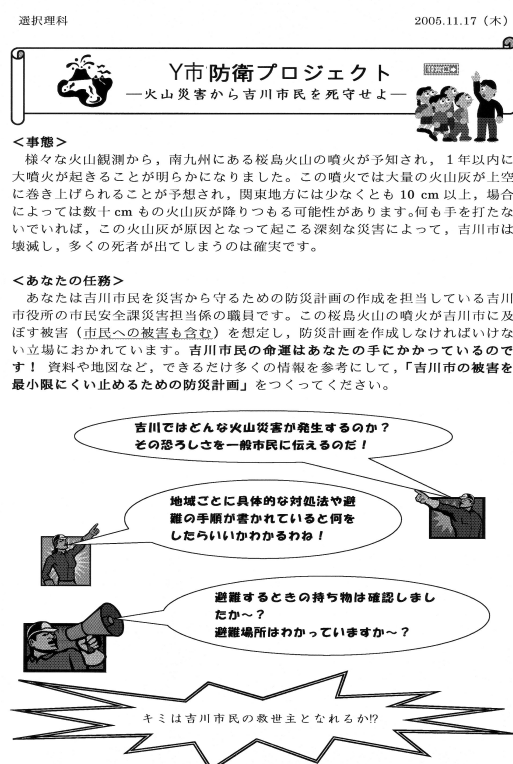 選択理科
2005.11.17（木）
Y市 防衛プロジェクト
―火山災害から吉川市民を死守せよ―
＜事態＞
様々な火山観測から，南九州にある桜島火山の噴火が予知され，１年以内に
大噴火が起きることが明らかになりました。この噴火では大量の火山灰が上空
に巻き上げられることが予想され，関東地方には少なくとも 10 cm 以上，場合
によっては数十 cm もの火山灰が降りつもる可能性があります。何も手を打たな
いでいれば，この火山灰が原因となって起こる深刻な災害によって，吉川市は
壊滅し，多くの死者が出てしまうのは確実です。
＜あなたの任務＞
あなたは吉川市民を災害から守るための防災計画の作成を担当している吉川
市役所の市民安全課災害担当係の職員です。この桜島火山の噴火が吉川市に及
ぼす被害（市民への被害も含む）を想定し，防災計画を作成しなければいけな
い立場におかれています。吉川市民の命運はあなたの手にかかっているので
す！ 資料や地図など，できるだけ多くの情報を参考にして，「吉川市の被害を
最小限にくい止めるための防災計画」をつくってください。
吉川ではどんな火山災害が発生するのか？
その恐ろしさを一般市民に伝えるのだ！
地域ごとに具体的な対処法や避
難の手順が書かれていると何を
したらいいかわかるわね！
避難するときの持ち物は確認しまし
たか～？
避難場所はわかっていますか～？
キミは吉川市民の救世主となれるか!?